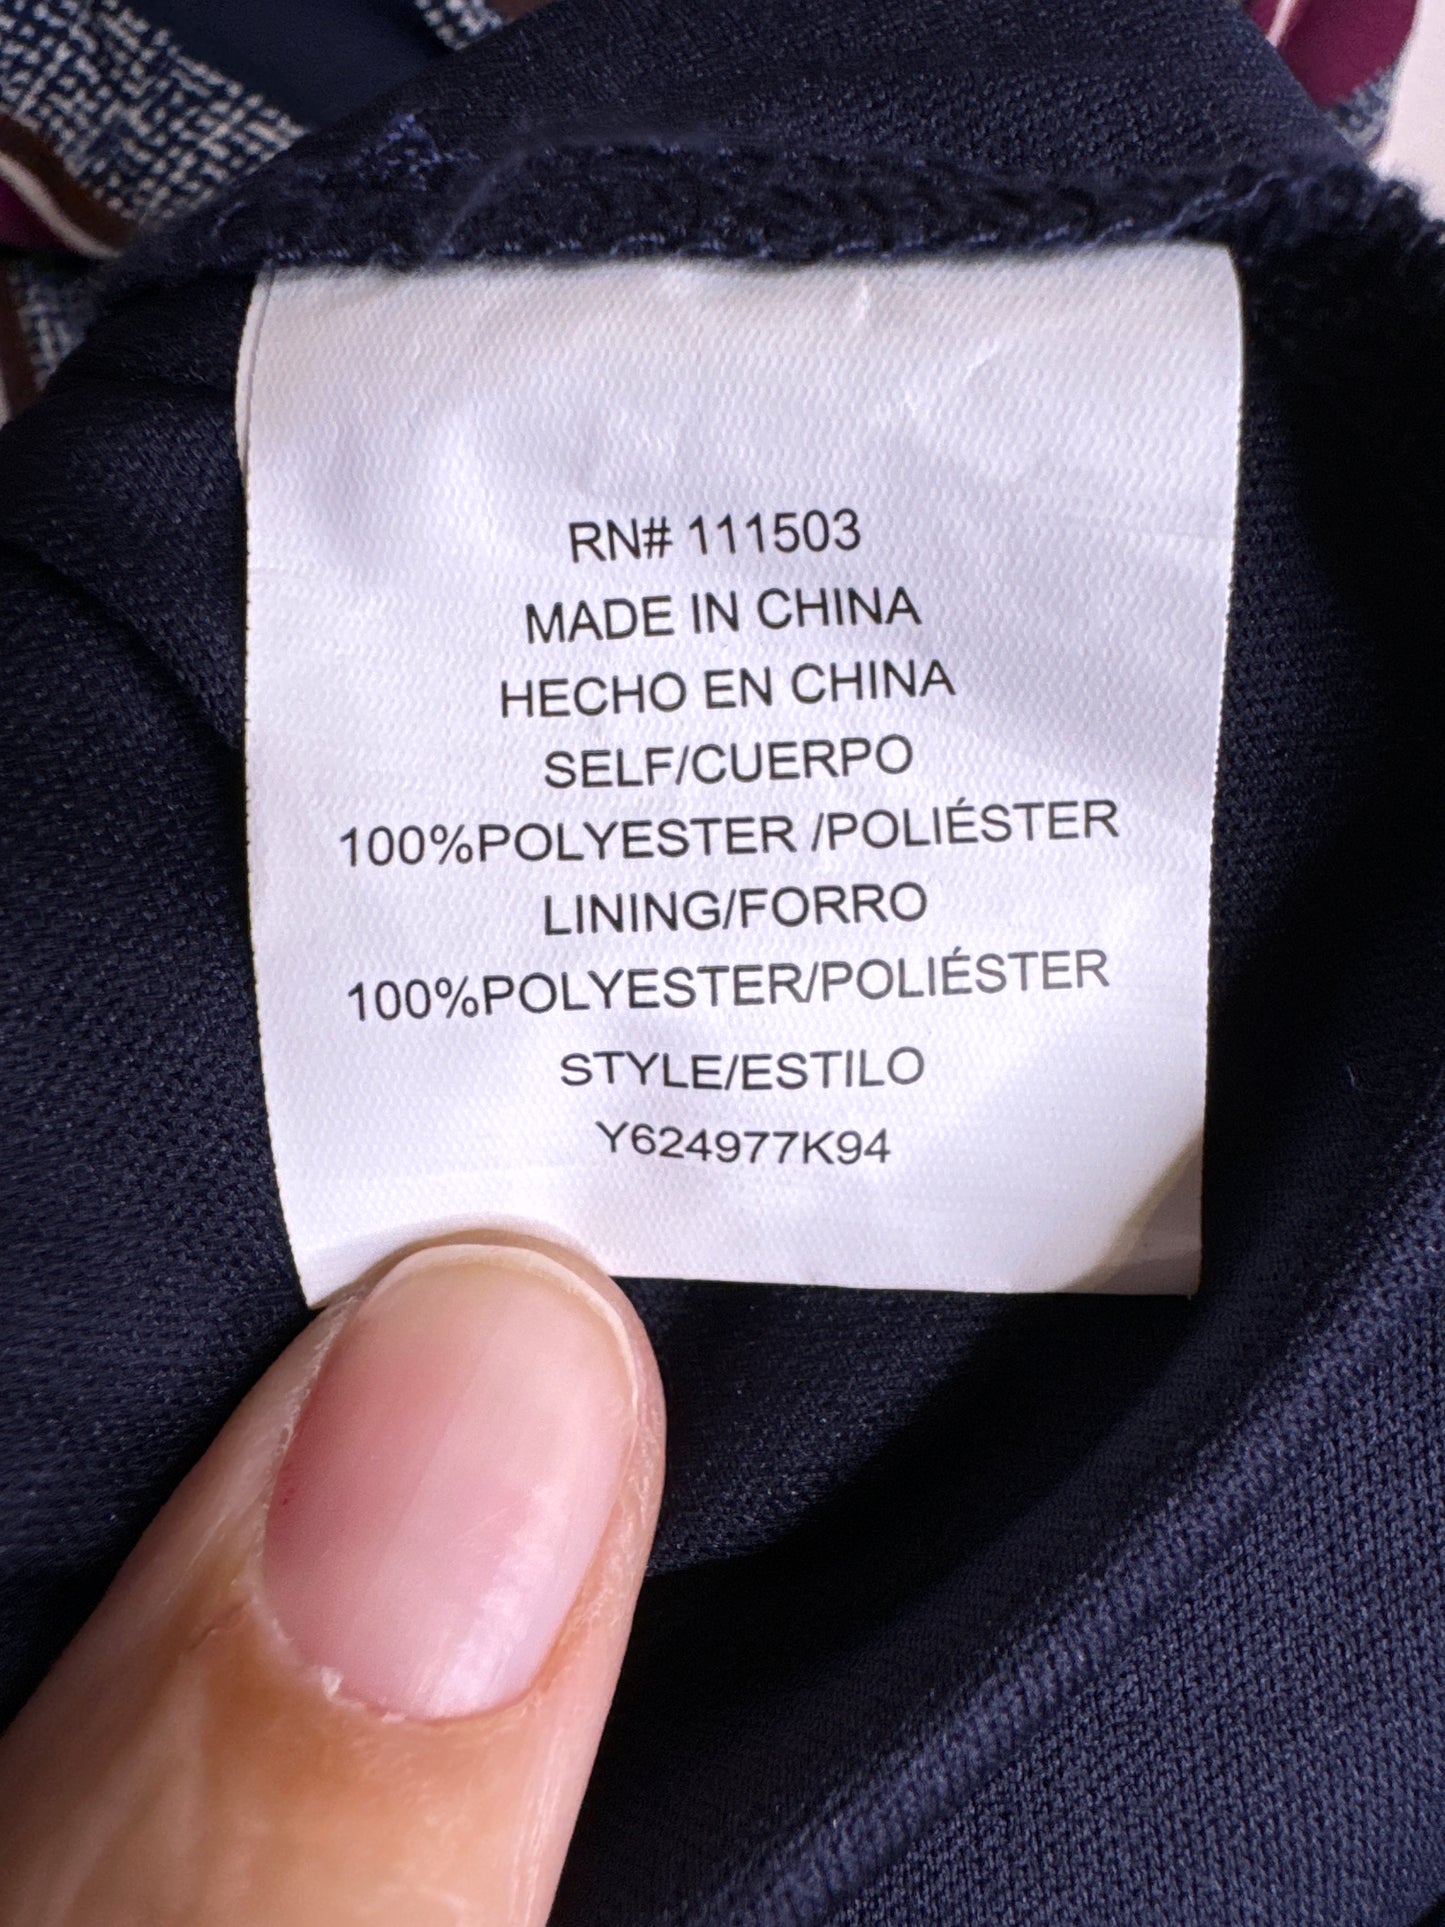 RN# 111503
MADE IN CHINA
HECHO EN CHINA
SELF/CUERPO
100%POLYESTER /POLIÉSTER
LINING/FORRO
100%POLYESTER/POLIÉSTER
STYLE/ESTILO
Y624977K94